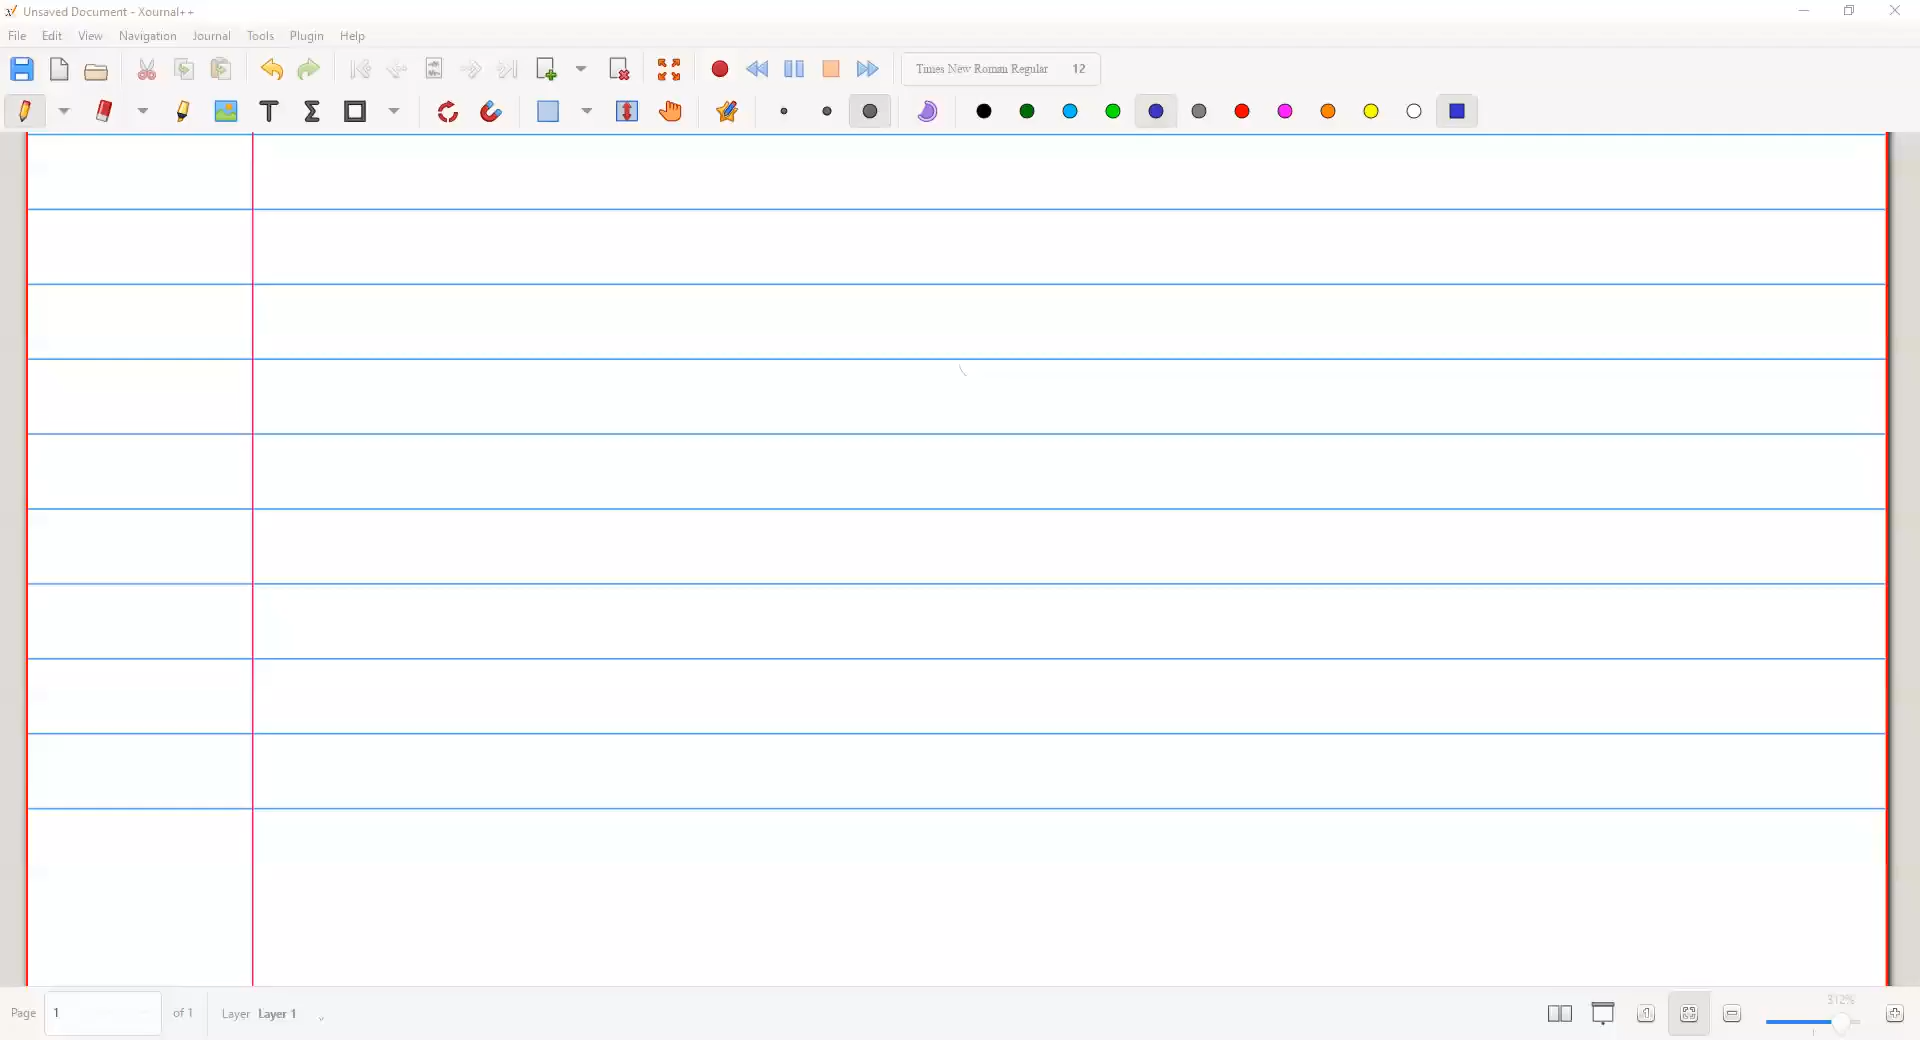 Unsaved Document - Xournal++
File Edit View Navigation Journal Tools Plugin Help
Times New Roman Regular 12
Page 1 of 1 Layer Layer 1
312%